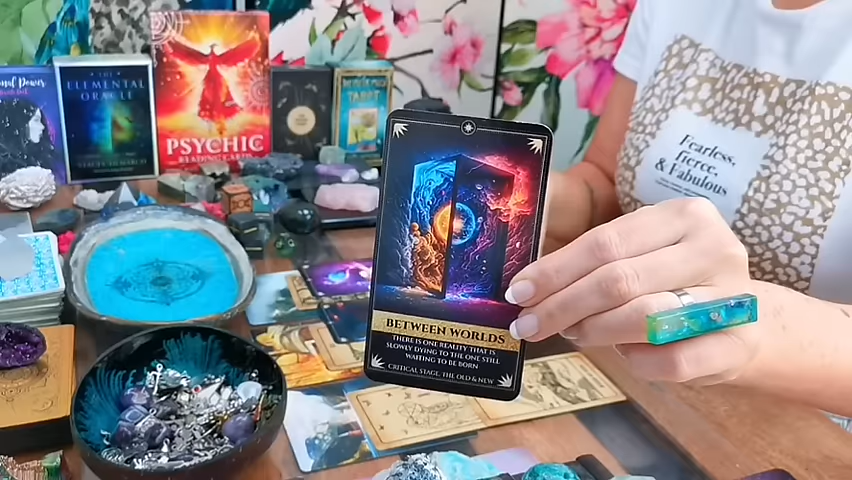 THE
ELEMENTAL
ORACLE
PSYCHIC
READING CARDS
TAROT
Fearless,
Fierce,
& Fabulous
BETWEEN WORLDS
THERE IS ONE REALITY THAT IS
SLOWLY DYING TO THE ONE STILL
WAITING TO BE BORN
CRITICAL STAGE, THE OLD & NEW